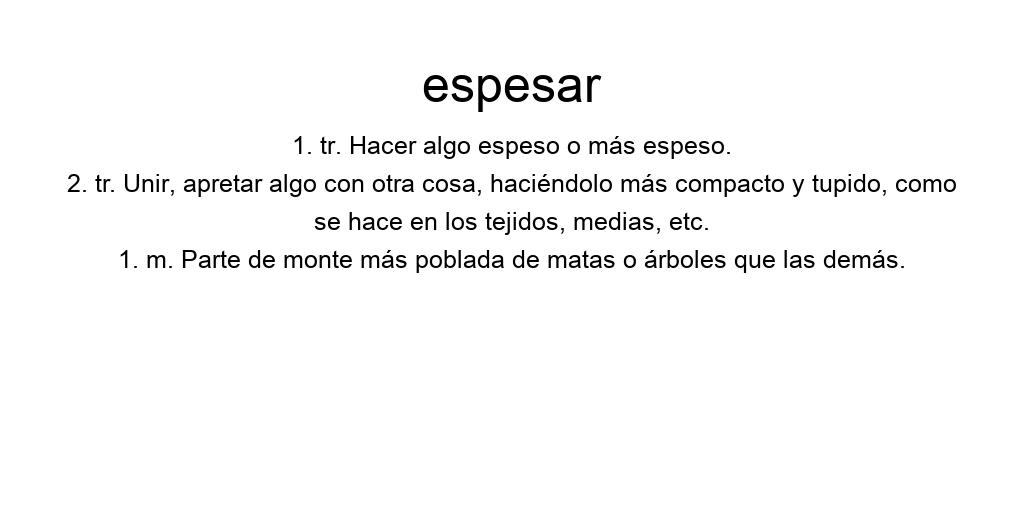 espesar
1. tr. Hacer algo espeso o más espeso.
2. tr. Unir, apretar algo con otra cosa, haciéndolo más compacto y tupido, como
se hace en los tejidos, medias, etc.
1. m. Parte de monte más poblada de matas o árboles que las demás.